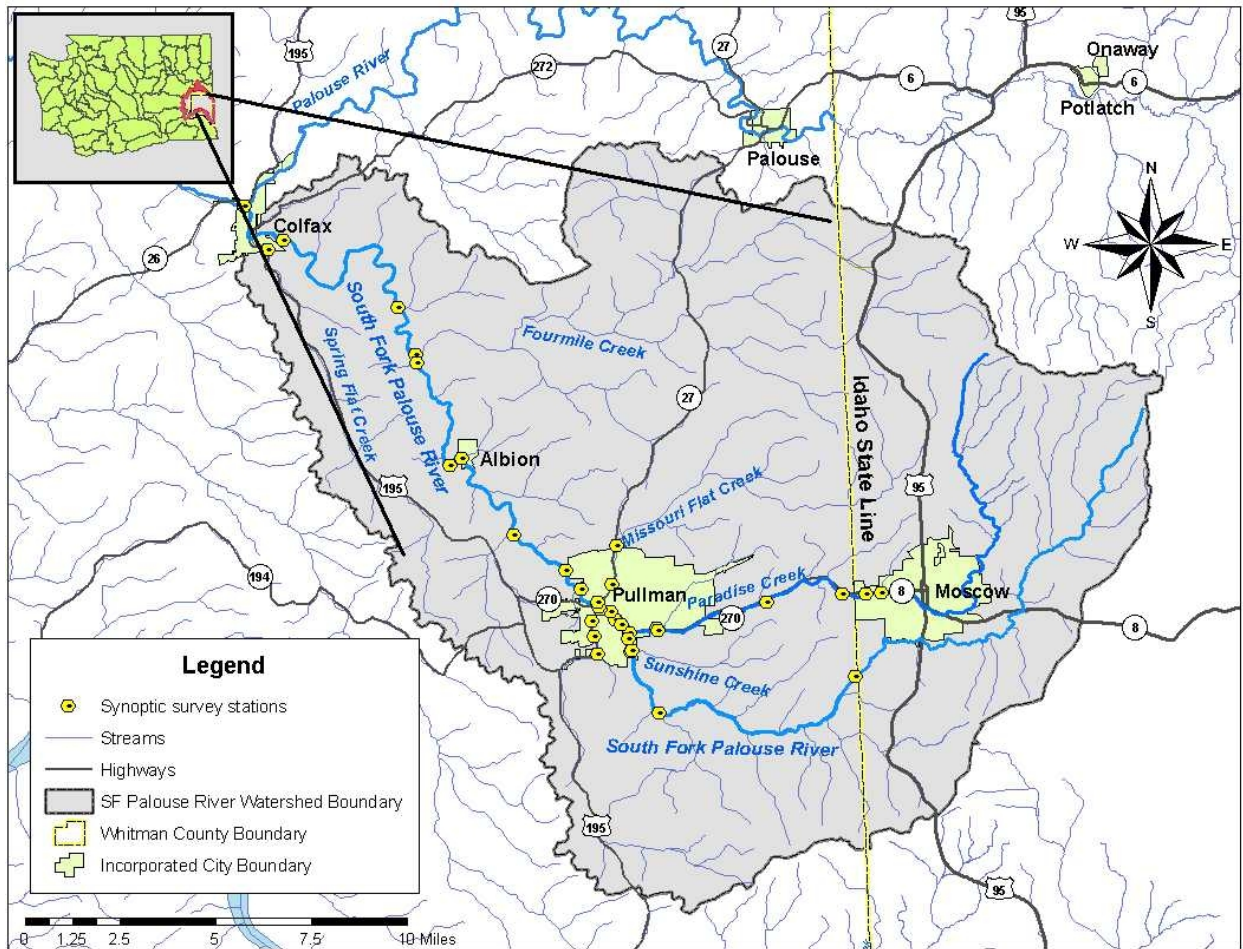 195
27
95
Onaway
272
6
6
Potlatch
Palouse River
Palouse
N
W
E
S
Colfax
26
South Fork Palouse River
Spring Flat Creek
Fourmile Creek
27
Idaho State Line
Albion
195
95
Missouri Flat Creek
194
270
Pullman
Paradise Creek
270
8
Moscow
8
Sunshine Creek
South Fork Palouse River
195
95
Legend
Synoptic survey stations
Streams
Highways
SF Palouse River Watershed Boundary
Whitman County Boundary
Incorporated City Boundary
0 1.25 2.5 5 7.5 10 Miles